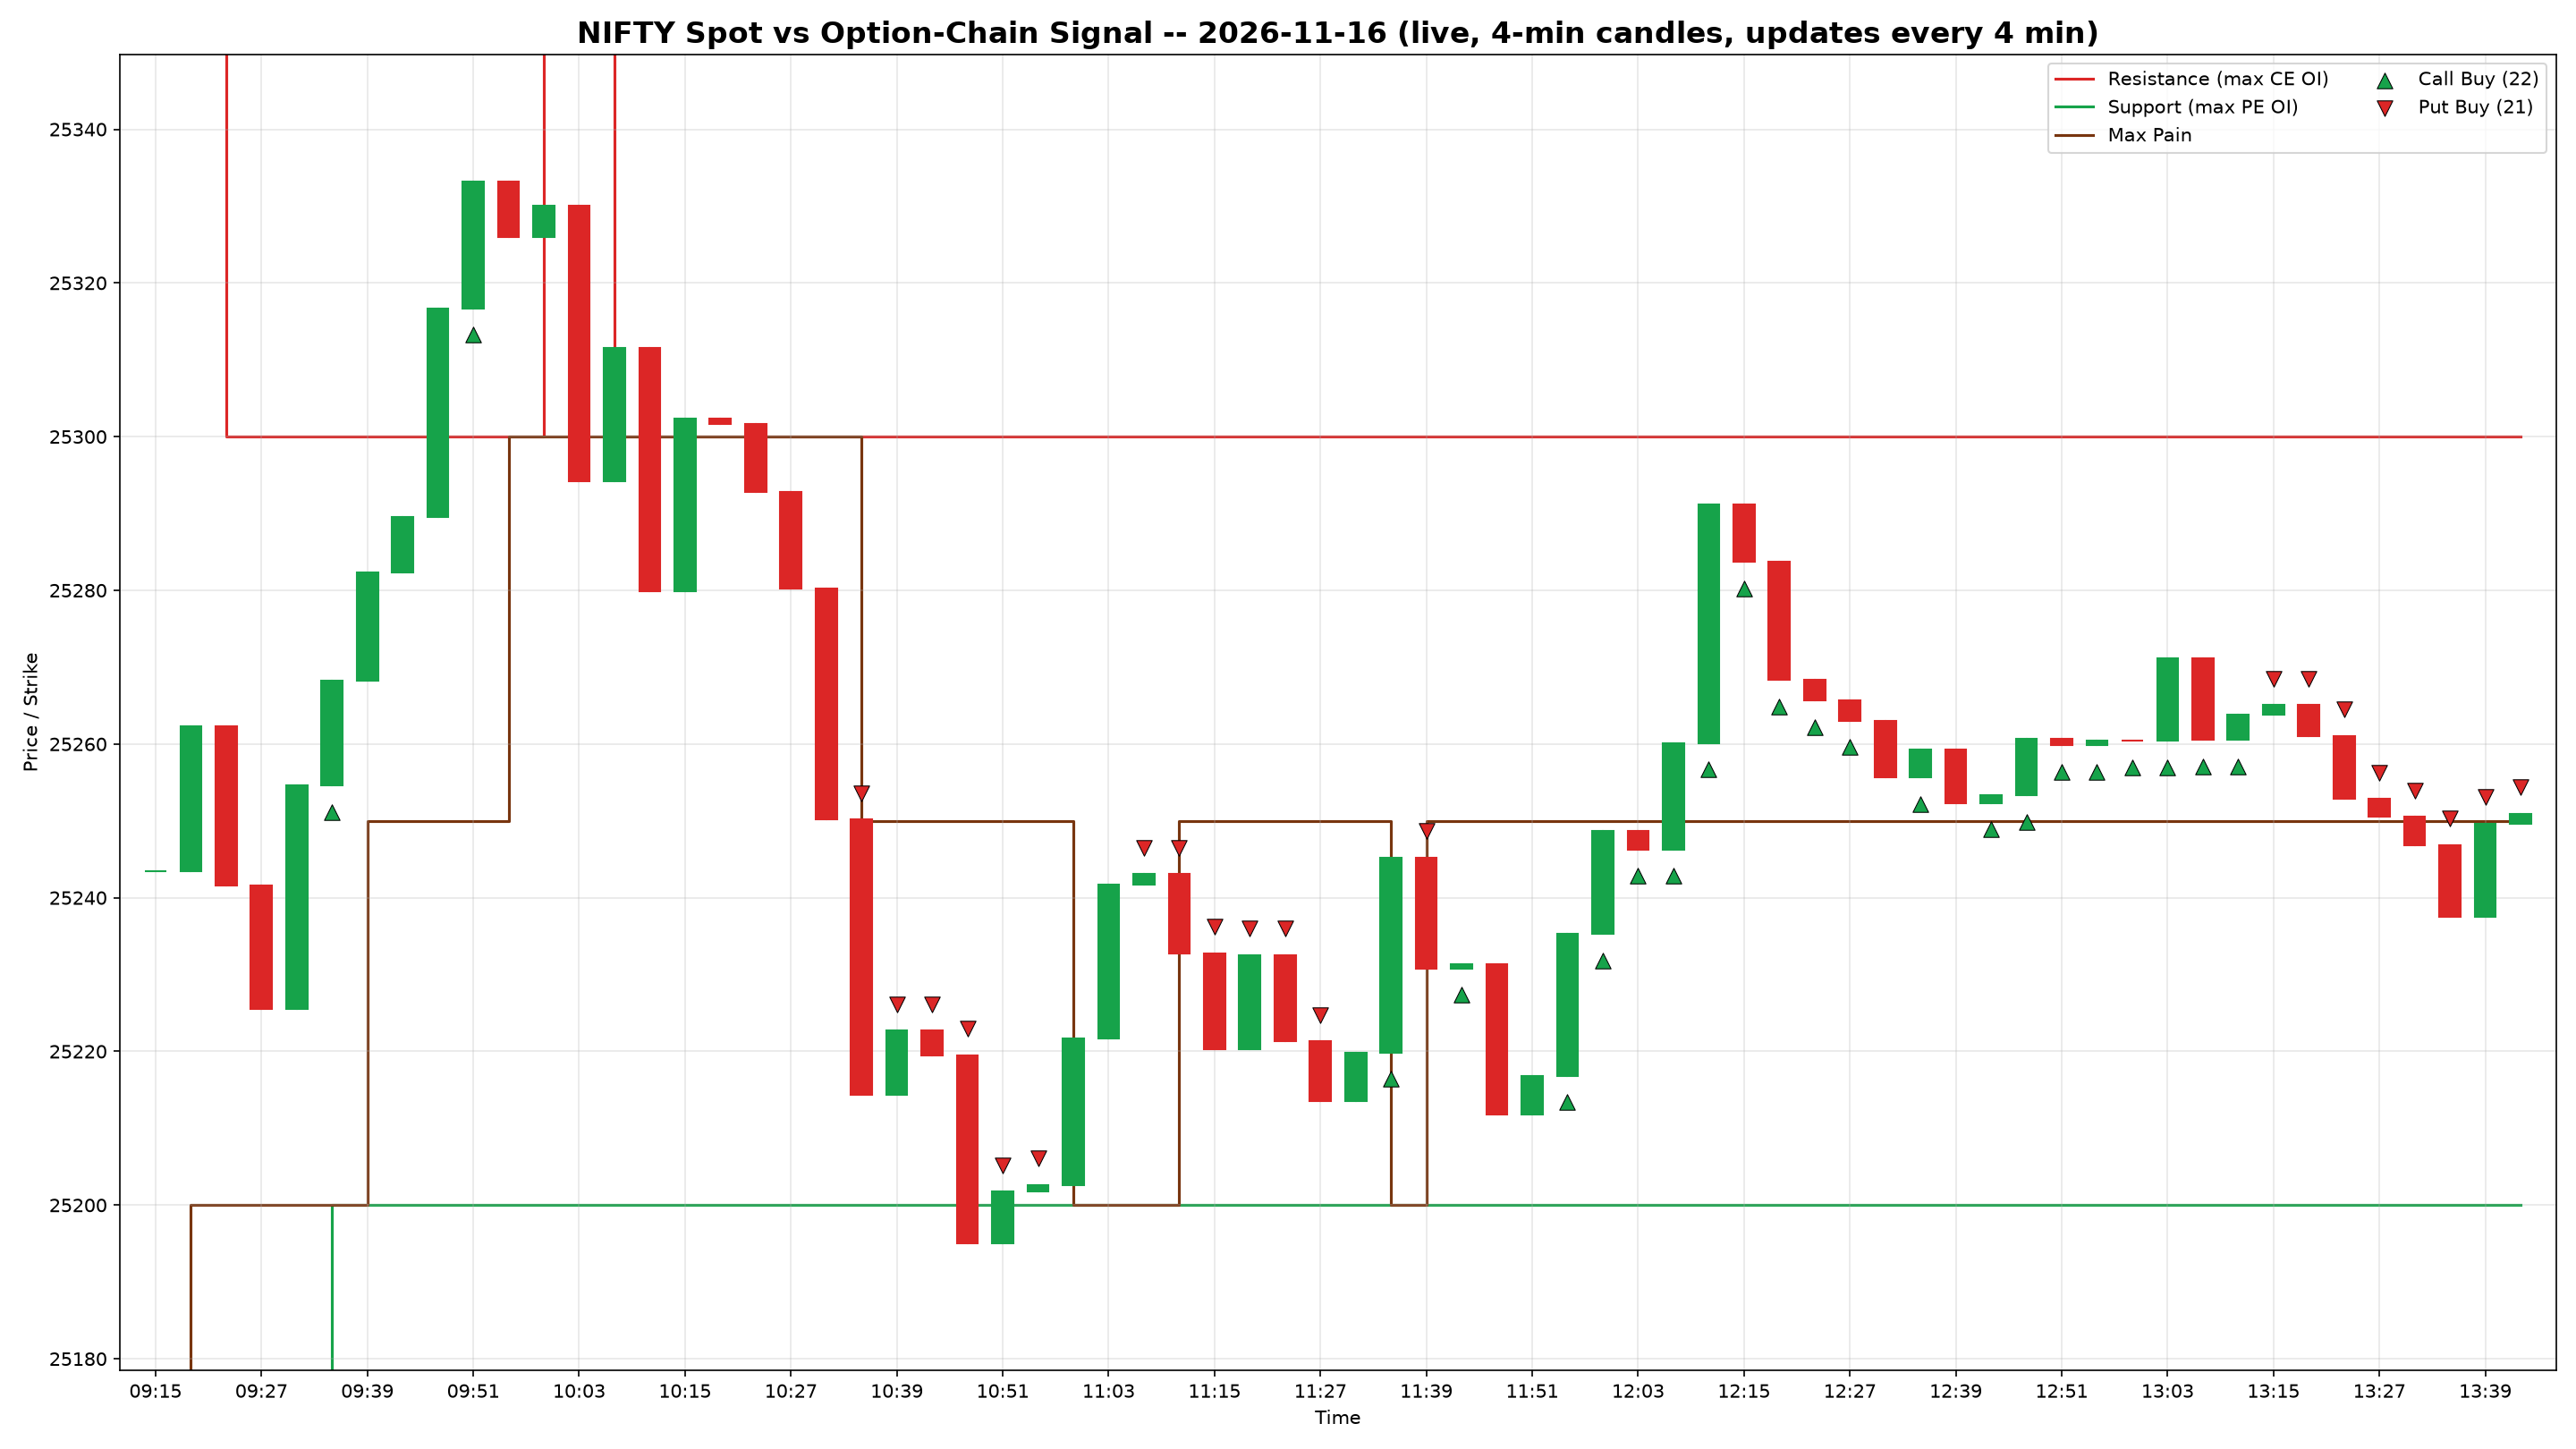 NIFTY Spot vs Option-Chain Signal -- 2026-11-16 (live, 4-min candles, updates every 4 min)
Resistance (max CE OI)
Support (max PE OI)
Max Pain
Call Buy (22)
Put Buy (21)
Price / Strike
25340
25320
25300
25280
25260
25240
25220
25200
25180
09:15 09:27 09:39 09:51 10:03 10:15 10:27 10:39 10:51 11:03 11:15 11:27 11:39 11:51 12:03 12:15 12:27 12:39 12:51 13:03 13:15 13:27 13:39
Time